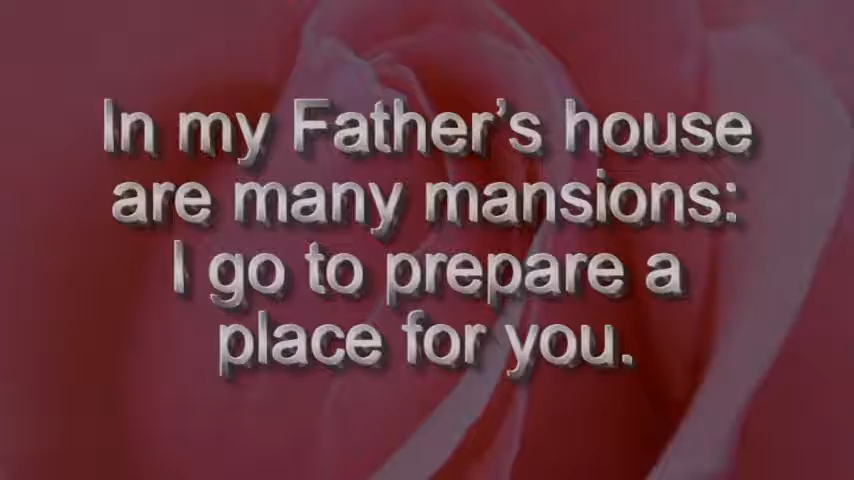 In my Father’s house
are many mansions:
I go to prepare a
place for you.